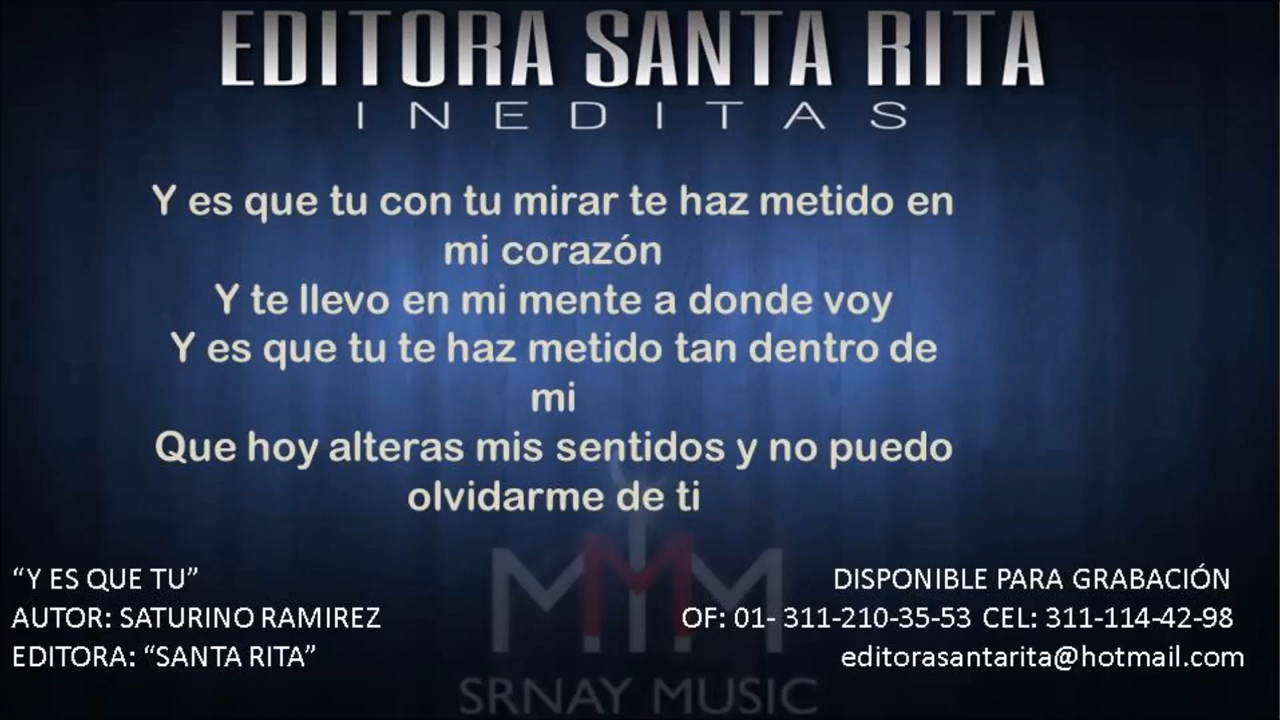 EDITORA SANTA RITA
INEDITAS
Y es que tu con tu mirar te haz metido en
mi corazón
Y te llevo en mi mente a donde voy
Y es que tu te haz metido tan dentro de
mi
Que hoy alteras mis sentidos y no puedo
olvidarme de ti
“Y ES QUE TU”
AUTOR: SATURINO RAMIREZ
EDITORA: “SANTA RITA”
DISPONIBLE PARA GRABACIÓN
OF: 01- 311-210-35-53 CEL: 311-114-42-98
editorasantarita@hotmail.com
SRNAY MUSIC